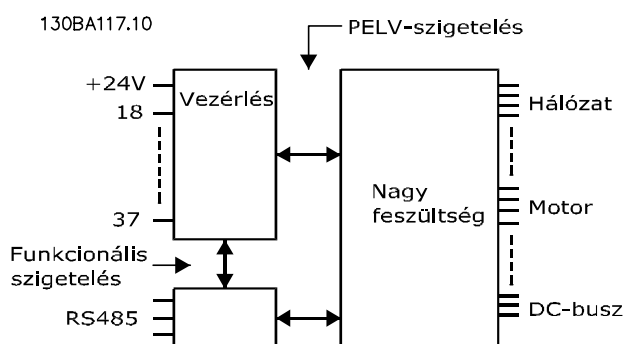 130BA117.10
PELV-szigetelés
+24V
Vezérlés
18
37
Hálózat
Nagy
feszültség
Motor
Funkcionális
szigetelés
RS485
DC-busz